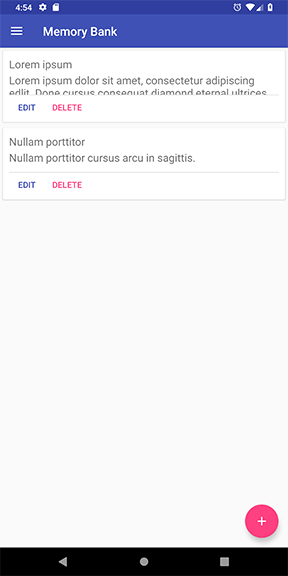 4:54
Memory Bank
Lorem ipsum
Lorem ipsum dolor sit amet, consectetur adipiscing
edlit. Donc cursus consequat diamond eternal ultrices
EDIT DELETE
Nullam porttitor
Nullam porttitor cursus arcu in sagittis.
EDIT DELETE